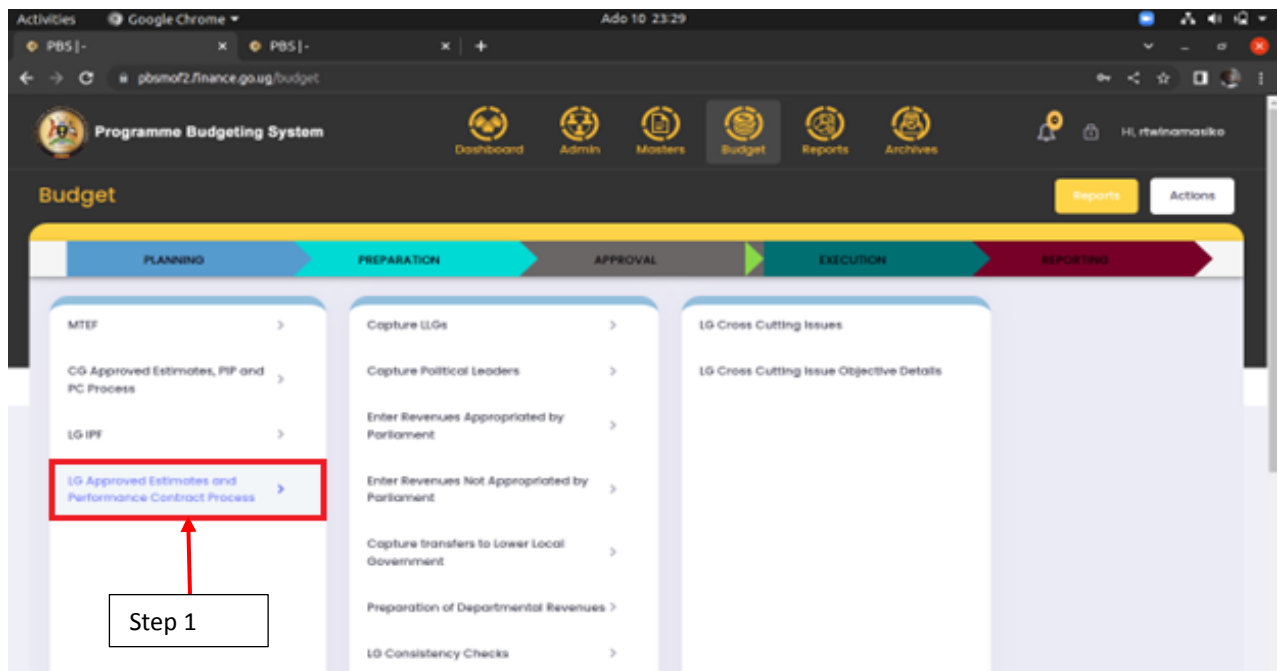 Activities Google Chrome Ado 10 23:29
PBS | - × PBS | - × +
pbsmof2.finance.go.ug/budget
Programme Budgeting System
Dashboard Admin Masters Budget Reports Archives
0
Hi, rtwinamasiko
Budget
Reports Actions
PLANNING PREPARATION APPROVAL EXECUTION REPORTING
MTEF >
CG Approved Estimates, PIP and
PC Process >
LG IPF >
LG Approved Estimates and
Performance Contract Process >
Step 1
Capture LLGs >
Capture Political Leaders >
Enter Revenues Appropriated by
Parliament >
Enter Revenues Not Appropriated by
Parliament >
Capture transfers to Lower Local
Government >
Preparation of Departmental Revenues >
LG Consistency Checks >
LG Cross Cutting Issues
LG Cross Cutting Issue Objective Details